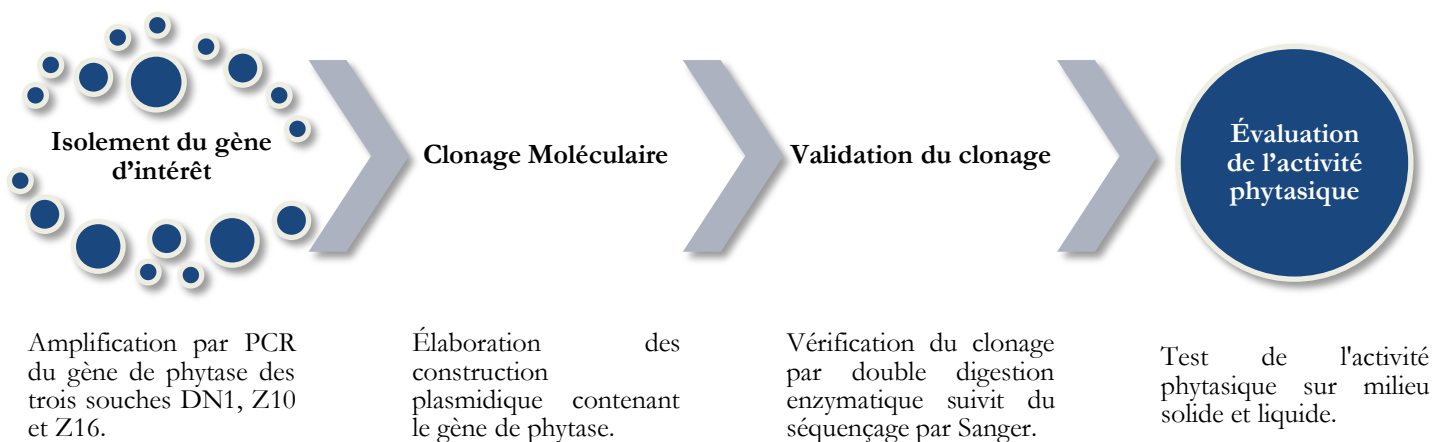 Isolement du gène
d'intérêt
Clonage Moléculaire
Validation du clonage
Évaluation
de l'activité
phytasique
Amplification par PCR
du gène de phytase des
trois souches DN1, Z10
et Z16.
Élaboration des
construction
plasmidique contenant
le gène de phytase.
Vérification du clonage
par double digestion
enzymatique suivit du
séquençage par Sanger.
Test de l'activité
phytasique sur milieu
solide et liquide.